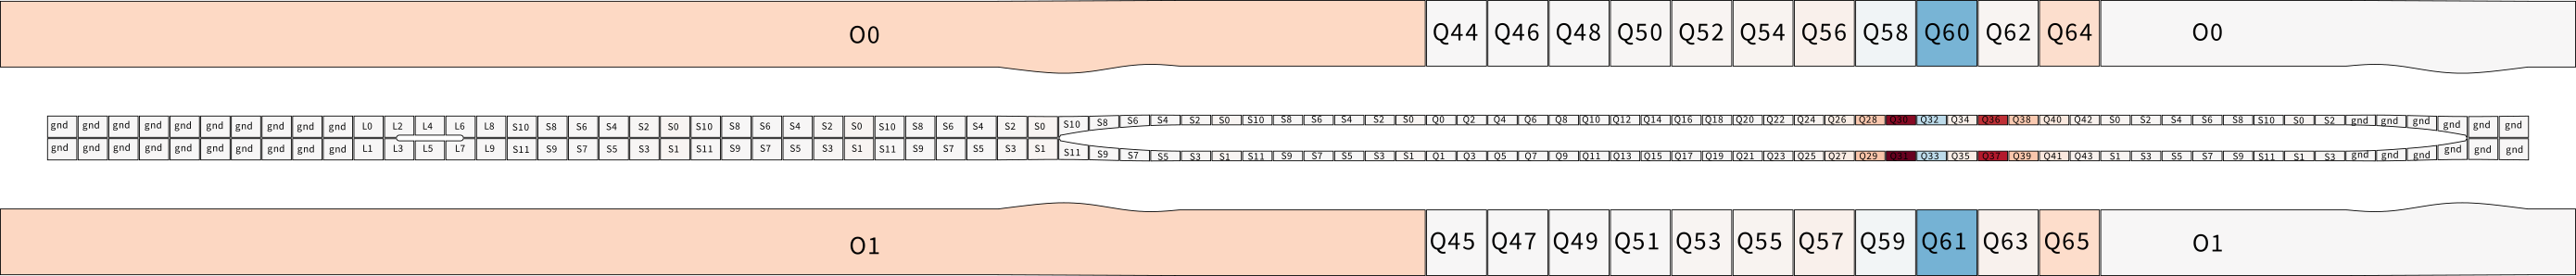 O0 Q44 Q46 Q48 Q50 Q52 Q54 Q56 Q58 Q60 Q62 Q64 O0
gnd gnd gnd gnd gnd gnd gnd gnd gnd gnd L0 L2 L4 L6 L8 S10 S8 S6 S4 S2 S0 S10 S8 S6 S4 S2 S0 S10 S8 S6 S4 S2 S0 S10 S8 S6 S4 S2 S0 S10 S8 S6 S4 S2 S0 Q0 Q2 Q4 Q6 Q8 Q10 Q12 Q14 Q16 Q18 Q20 Q22 Q24 Q26 Q28 Q30 Q32 Q34 Q36 Q38 Q40 Q42 S0 S2 S4 S6 S8 S10 S0 S2 gnd gnd gnd gnd gnd gnd
gnd gnd gnd gnd gnd gnd gnd gnd gnd gnd L1 L3 L5 L7 L9 S11 S9 S7 S5 S3 S1 S11 S9 S7 S5 S3 S1 S11 S9 S7 S5 S3 S1 S11 S9 S7 S5 S3 S1 S11 S9 S7 S5 S3 S1 Q1 Q3 Q5 Q7 Q9 Q11 Q13 Q15 Q17 Q19 Q21 Q23 Q25 Q27 Q29 Q31 Q33 Q35 Q37 Q39 Q41 Q43 S1 S3 S5 S7 S9 S11 S1 S3 gnd gnd gnd gnd gnd gnd
O1 Q45 Q47 Q49 Q51 Q53 Q55 Q57 Q59 Q61 Q63 Q65 O1